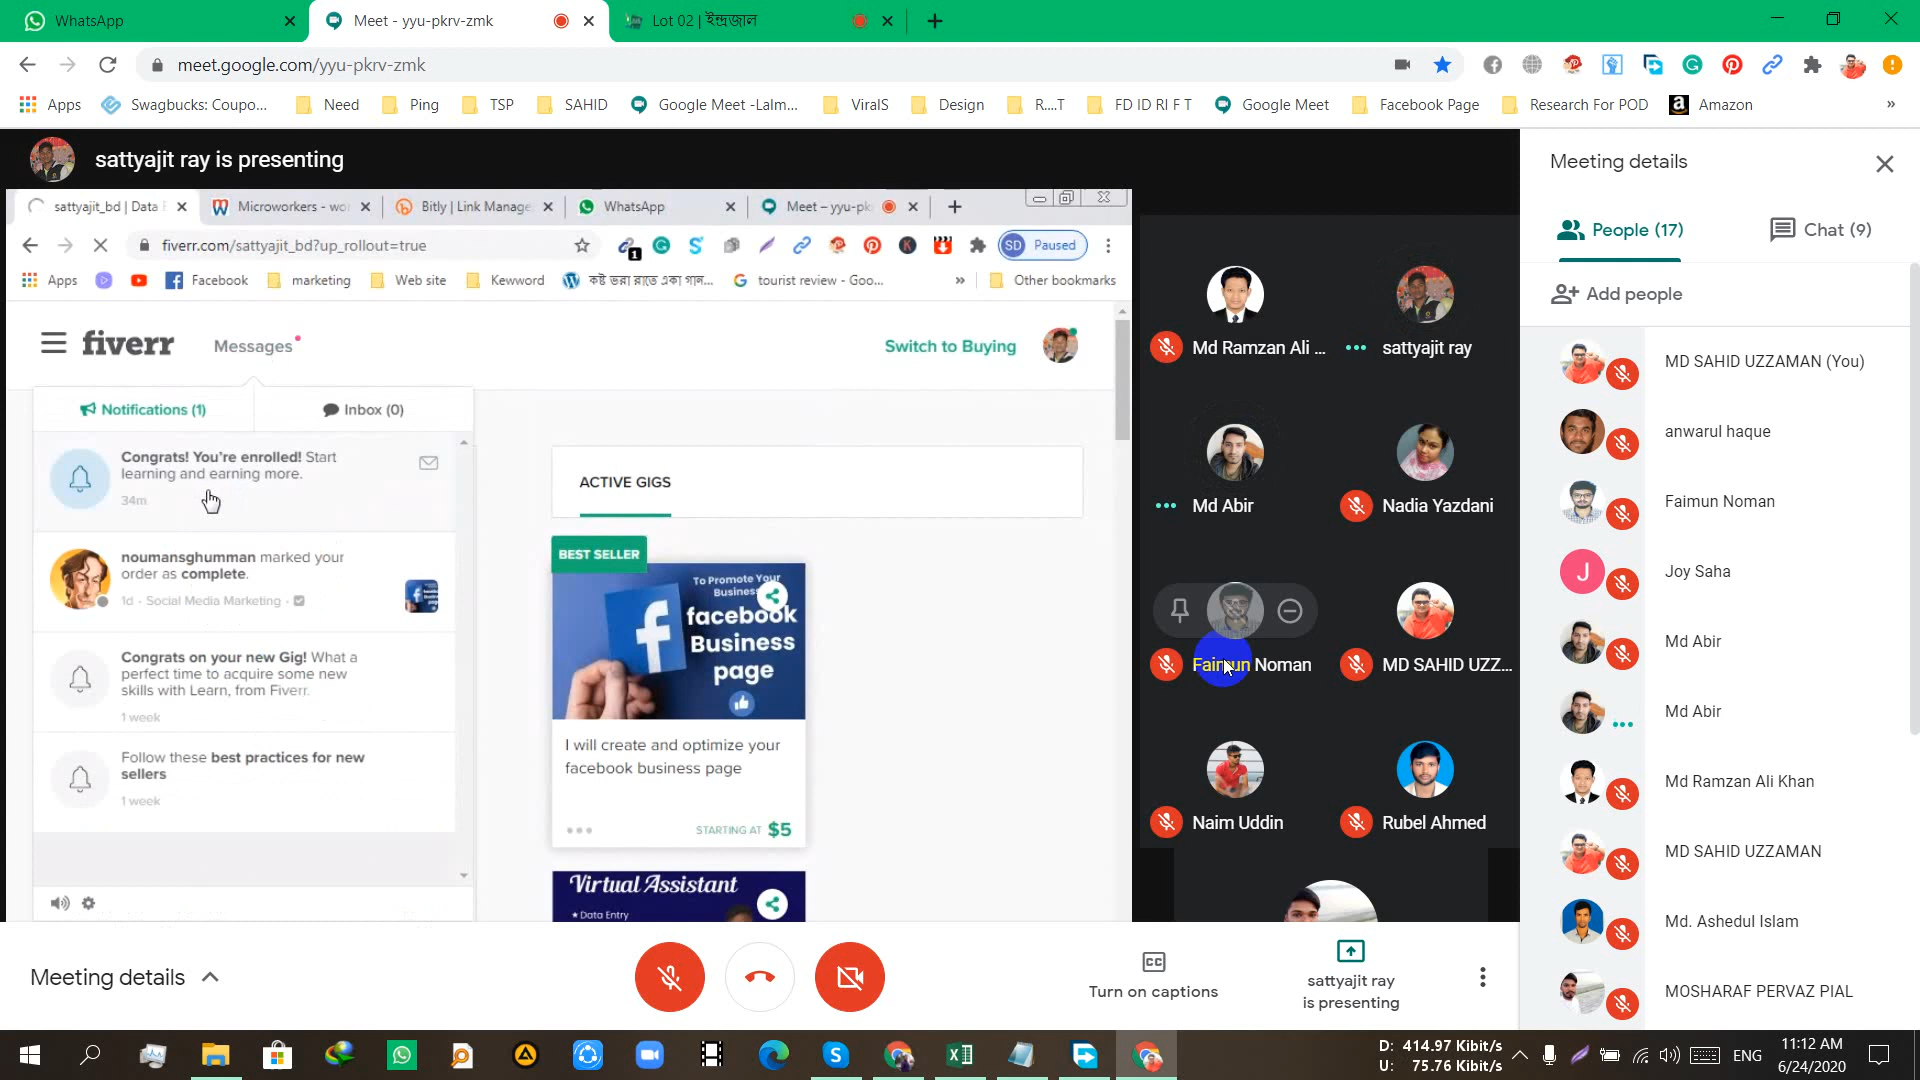 WhatsApp
Meet - yyu-pkrv-zmk
Lot 02 | ইন্দ্রজাল
meet.google.com/yyu-pkrv-zmk
Apps
Swagbucks: Coupo...
Need
Ping
TSP
SAHID
Google Meet -Lalm...
ViralS
Design
R....T
FD ID RI F T
Google Meet
Facebook Page
Research For POD
Amazon
»
sattyajit ray is presenting
sattyajit_bd | Data
Microworkers - wo
Bitly | Link Manage
WhatsApp
Meet – yyu-pk
fiverr.com/sattyajit_bd?up_rollout=true
1
SD Paused
Apps
Facebook
marketing
Web site
Kewword
কষ্ট ভরা রাতে একা গান...
tourist review - Goo...
»
Other bookmarks
fiverr
Messages
Switch to Buying
Notifications (1)
Inbox (0)
Congrats! You're enrolled! Start
learning and earning more.
34m
noumansghumman marked your
order as complete.
1d - Social Media Marketing -
Congrats on your new Gig! What a
perfect time to acquire some new
skills with Learn, from Fiverr.
1 week
Follow these best practices for new
sellers
1 week
ACTIVE GIGS
BEST SELLER
To Promote Your
Business
facebook
Business
page
I will create and optimize your
facebook business page
STARTING AT $5
Virtual Assistant
★Data Entry
Md Ramzan Ali ...
sattyajit ray
Md Abir
Nadia Yazdani
Faimun Noman
MD SAHID UZZ...
Naim Uddin
Rubel Ahmed
Meeting details
People (17)
Chat (9)
Add people
MD SAHID UZZAMAN (You)
anwarul haque
Faimun Noman
J
Joy Saha
Md Abir
Md Abir
Md Ramzan Ali Khan
MD SAHID UZZAMAN
Md. Ashedul Islam
MOSHARAF PERVAZ PIAL
Meeting details
CC
Turn on captions
sattyajit ray
is presenting
D: 414.97 Kibit/s
U: 75.76 Kibit/s
ENG
11:12 AM
6/24/2020